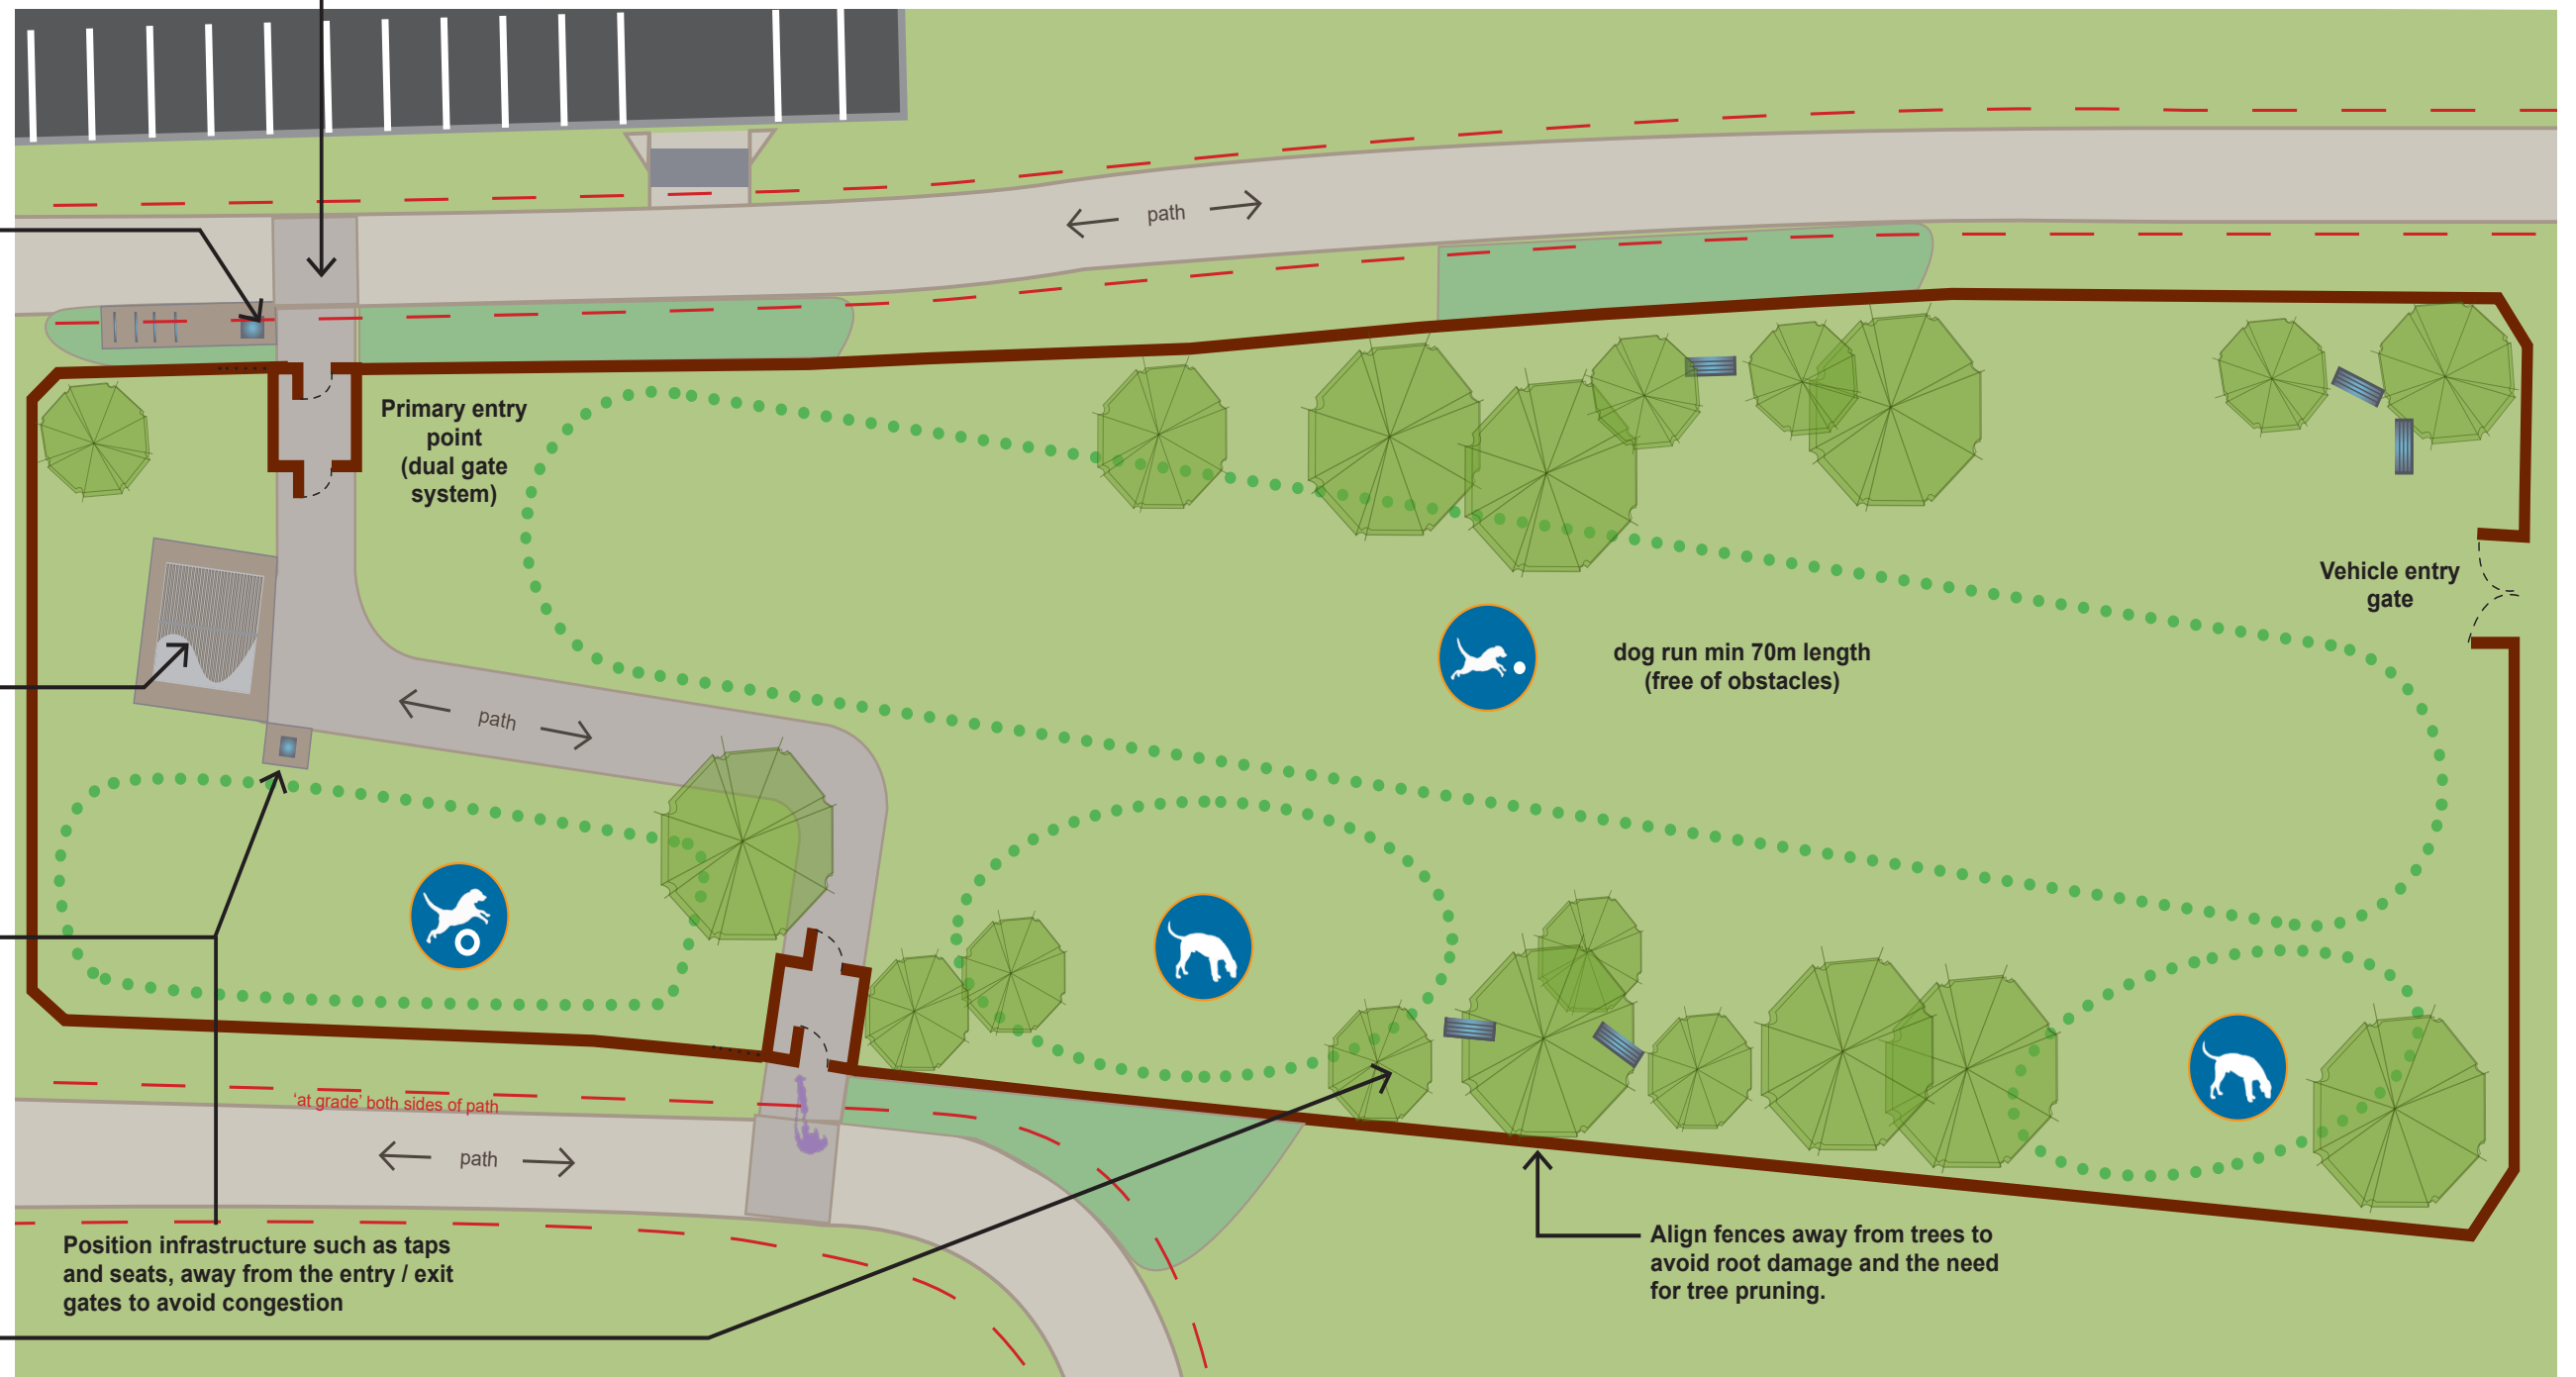 path
Primary entry
point
(dual gate
system)
Vehicle entry
gate
dog run min 70m length
(free of obstacles)
path
'at grade' both sides of path
path
Position infrastructure such as taps
and seats, away from the entry / exit
gates to avoid congestion
Align fences away from trees to
avoid root damage and the need
for tree pruning.